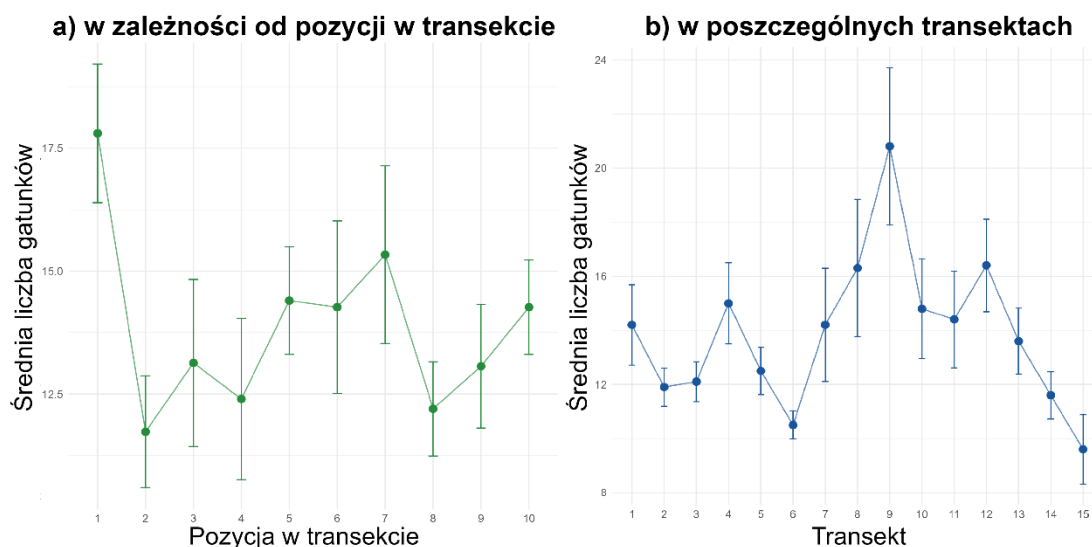 a) w zależności od pozycji w transekcie
Średnia liczba gatunków
17.5
15.0
12.5
1 2 3 4 5 6 7 8 9 10
Pozycja w transekcie
b) w poszczególnych transektach
Średnia liczba gatunków
24
20
16
12
8
1 2 3 4 5 6 7 8 9 10 11 12 13 14 15
Transekt